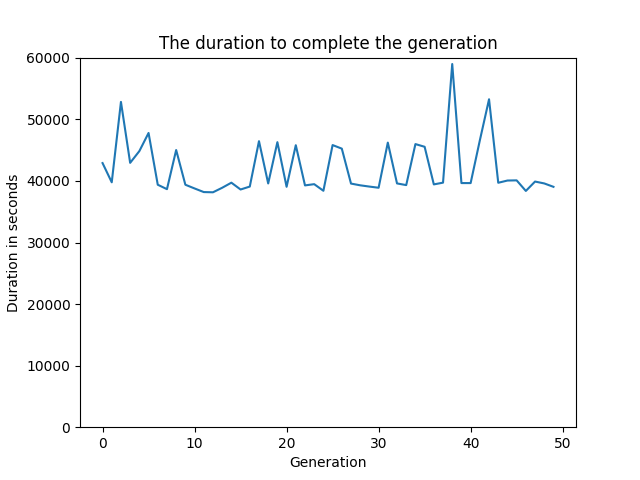 The duration to complete the generation
60000
50000
40000
30000
20000
10000
0
Duration in seconds
0 10 20 30 40 50
Generation